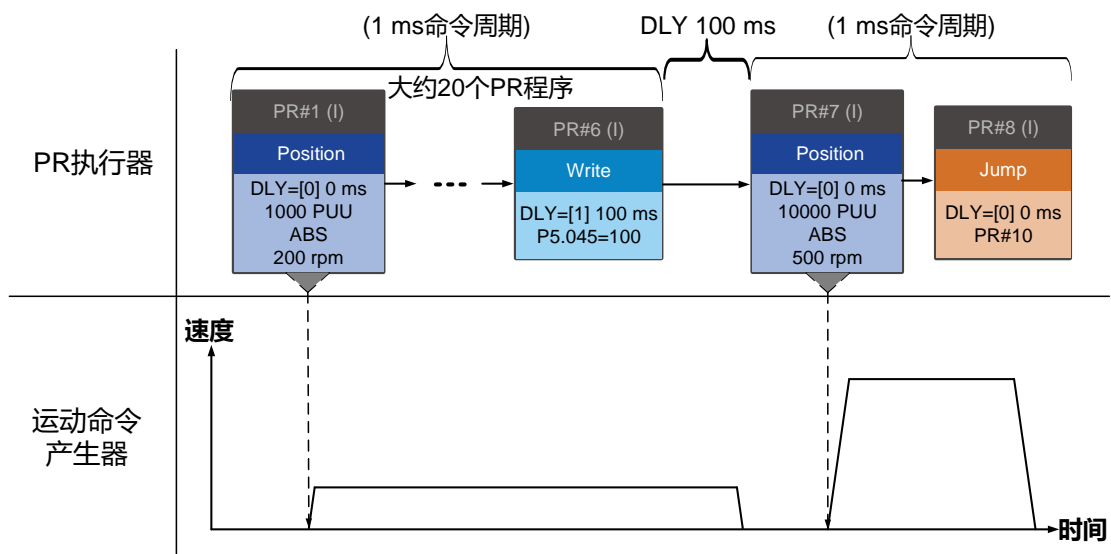 (1 ms命令周期)
DLY 100 ms
(1 ms命令周期)
大约20个PR程序
PR执行器
PR#1 (I)
Position
DLY=[0] 0 ms
1000 PUU
ABS
200 rpm
PR#6 (I)
Write
DLY=[1] 100 ms
P5.045=100
PR#7 (I)
Position
DLY=[0] 0 ms
10000 PUU
ABS
500 rpm
PR#8 (I)
Jump
DLY=[0] 0 ms
PR#10
速度
运动命令
产生器
时间